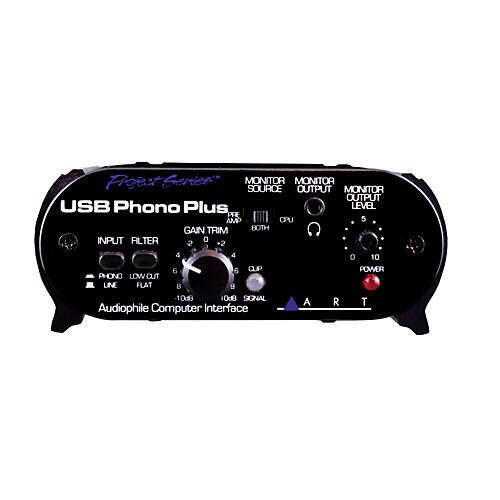 Project Series™
USB Phono Plus
MONITOR SOURCE
MONITOR OUTPUT
MONITOR OUTPUT LEVEL
PRE AMP
BOTH
CPU
5
0 10
INPUT
FILTER
PHONO
LINE
LOW CUT
FLAT
GAIN TRIM
-2 0 +2
4 4
6 6
8 8
-10dB 10dB
CLIP
SIGNAL
POWER
ART
Audiophile Computer Interface